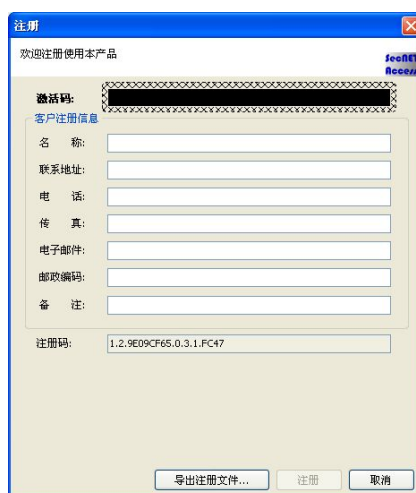 注册
欢迎注册使用本产品
SecNET
Access
激活码:
客户注册信息
名 称:
联系地址:
电 话:
传 真:
电子邮件:
邮政编码:
备 注:
注册码: 1.2.9E09CF65.0.3.1.FC47
导出注册文件... 注册 取消